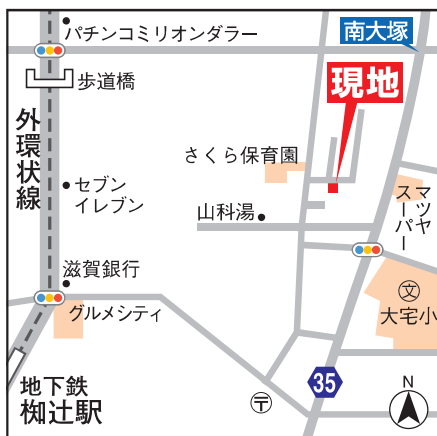 パチンコミリオンダラー
南大塚
歩道橋
現地
外環状線
さくら保育園
セブン
イレブン
山科湯
マツヤ
スーパー
滋賀銀行
グルメシティ
文
大宅小
地下鉄
椥辻駅
〒
35
N